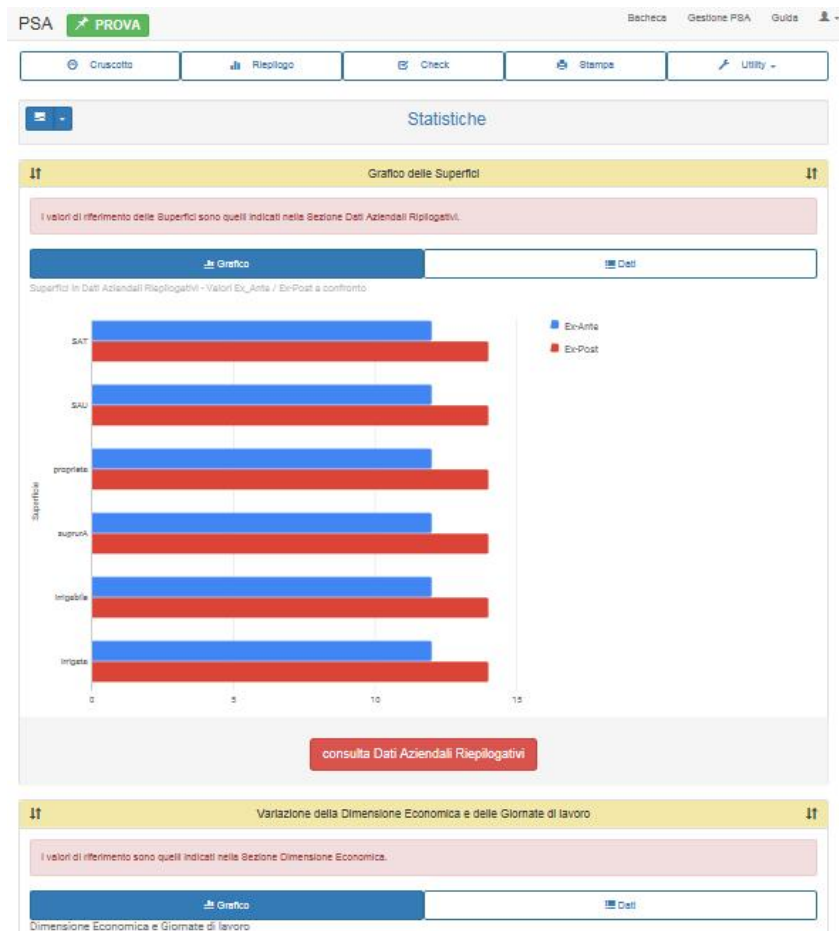 PSA PROVA Bacheca Gestione PSA Guida
Cruscotto Riepilogo Check Stampa Utility
Statistiche
Grafico delle Superfici
I valori di riferimento delle Superfici sono quelli indicati nella Sezione Dati Aziendali Ripilogativi.
Grafico Dati
Superfici in Dati Aziendali Riepilogativi - Valori Ex_Ante / Ex-Post a confronto
Ex-Ante
Ex-Post
SAT
SAU
proprieta
suprurA
Irrigabile
Irrigata
Superficie
0 5 10 15
consulta Dati Aziendali Riepilogativi
Variazione della Dimensione Economica e delle Giornate di lavoro
I valori di riferimento sono quelli indicati nella Sezione Dimensione Economica.
Grafico Dati
Dimensione Economica e Giornate di lavoro